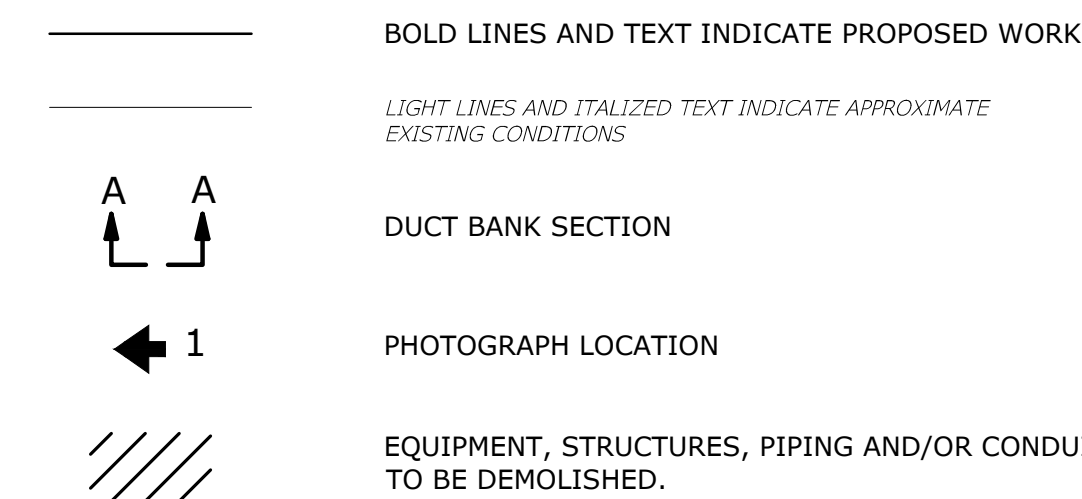 BOLD LINES AND TEXT INDICATE PROPOSED WORK
LIGHT LINES AND ITALIZED TEXT INDICATE APPROXIMATE
EXISTING CONDITIONS
A A
DUCT BANK SECTION
1 PHOTOGRAPH LOCATION
EQUIPMENT, STRUCTURES, PIPING AND/OR
TO BE DEMOLISHED.